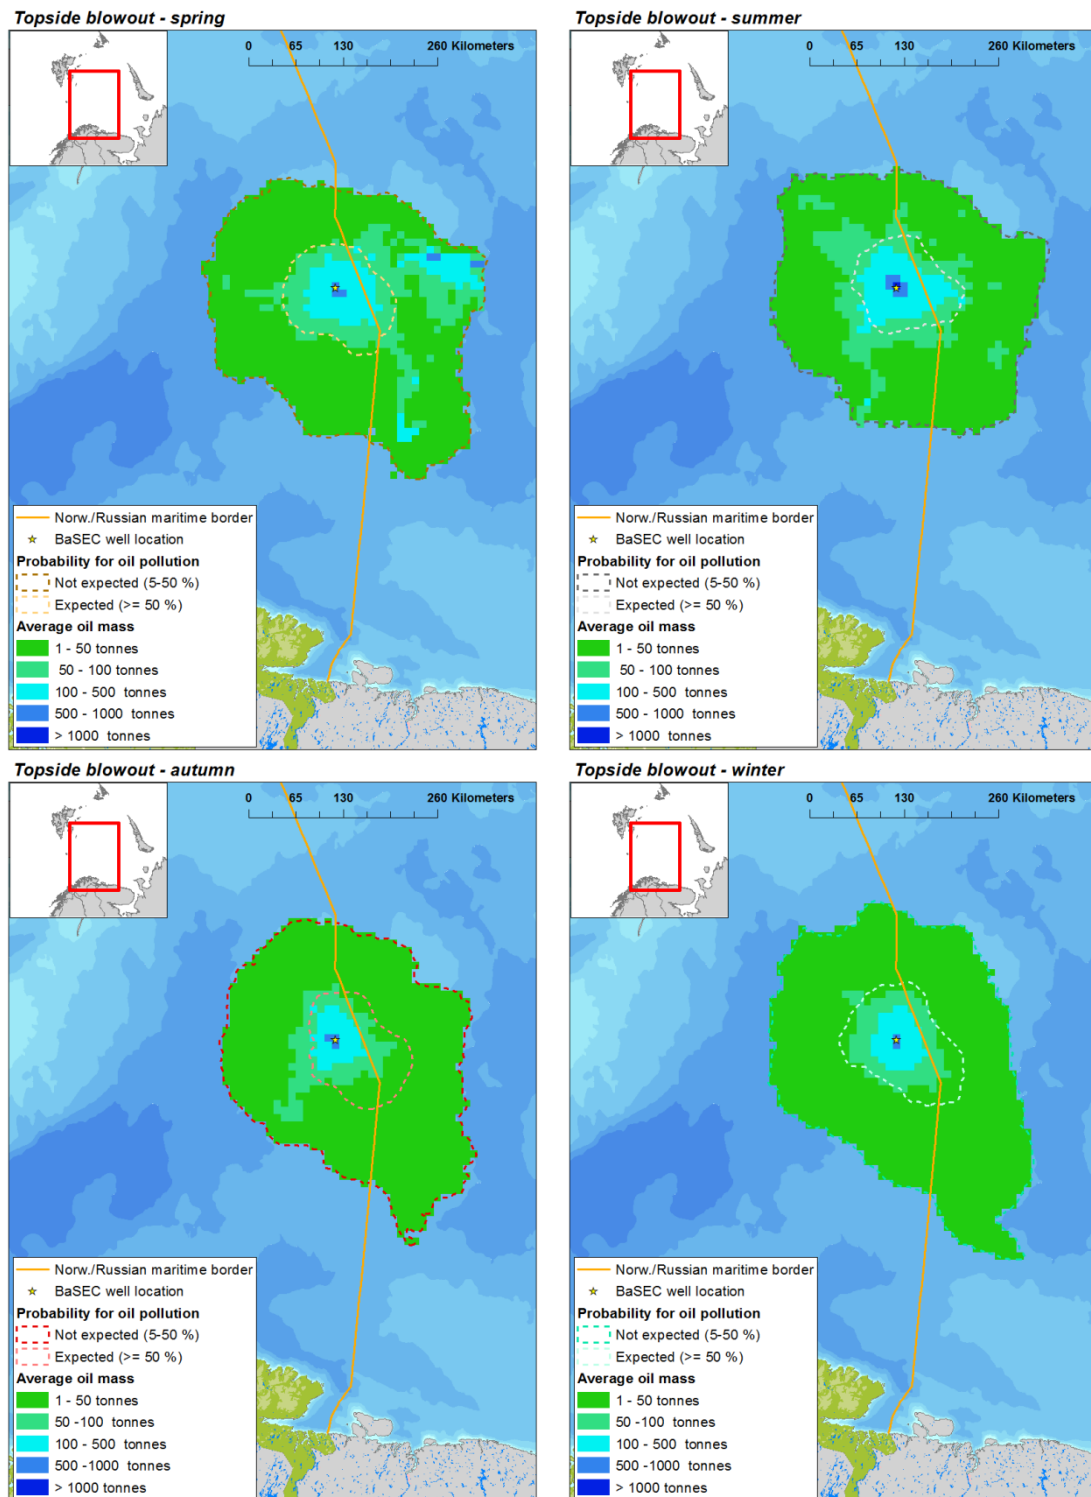 Topside blowout - spring
0 65 130 260 Kilometers
Norw./Russian maritime border
BaSEC well location
Probability for oil pollution
Not expected (5-50 %)
Expected (>= 50 %)
Average oil mass
1 - 50 tonnes
50 - 100 tonnes
100 - 500 tonnes
500 - 1000 tonnes
> 1000 tonnes
Topside blowout - summer
0 65 130 260 Kilometers
Norw./Russian maritime border
BaSEC well location
Probability for oil pollution
Not expected (5-50 %)
Expected (>= 50 %)
Average oil mass
1 - 50 tonnes
50 - 100 tonnes
100 - 500 tonnes
500 - 1000 tonnes
> 1000 tonnes
Topside blowout - autumn
0 65 130 260 Kilometers
Norw./Russian maritime border
BaSEC well location
Probability for oil pollution
Not expected (5-50 %)
Expected (>= 50 %)
Average oil mass
1 - 50 tonnes
50 -100 tonnes
100 - 500 tonnes
500 -1000 tonnes
> 1000 tonnes
Topside blowout - winter
0 65 130 260 Kilometers
Norw./Russian maritime border
BaSEC well location
Probability for oil pollution
Not expected (5-50 %)
Expected (>= 50 %)
Average oil mass
1 - 50 tonnes
50 -100 tonnes
100 - 500 tonnes
500 -1000 tonnes
> 1000 tonnes